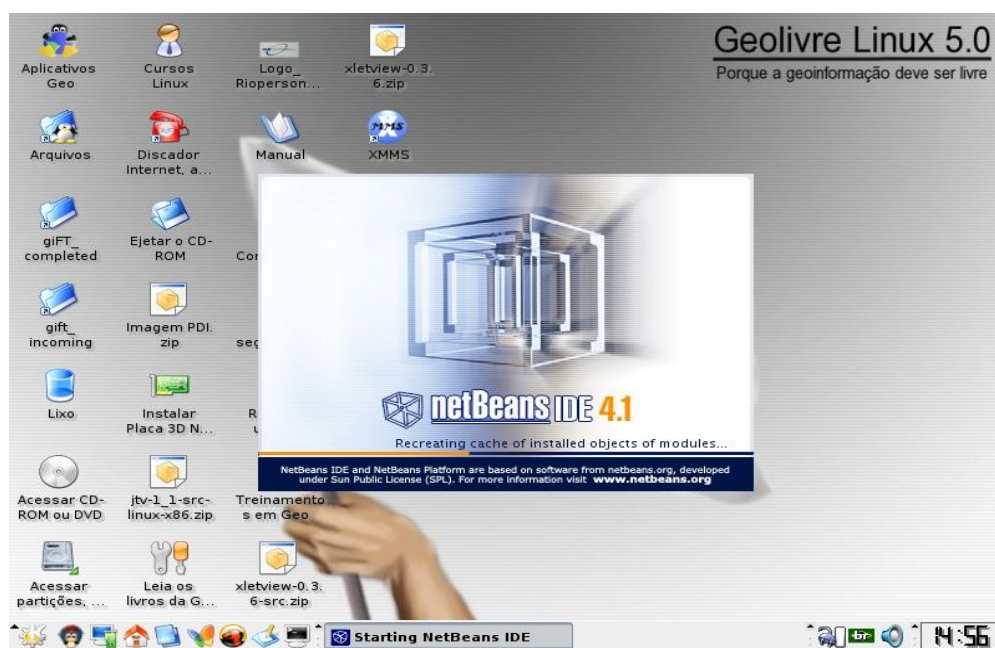 Geolivre Linux 5.0
Porque a geoinformação deve ser livre
Aplicativos
Geo
Cursos
Linux
Logo_
Rioperson...
xletview-0.3.
6.zip
Arquivos
Discador
Internet, a...
Manual
XMMS
giFT_
completed
Ejetar o CD-
ROM
gift_
incoming
Imagem PDI.
zip
Lixo
Instalar
Placa 3D N...
Acessar CD-
ROM ou DVD
jtv-1_1-src-
linux-x86.zip
Treinamento
s em Geo
Acessar
partições, ...
Leia os
livros da G...
xletview-0.3.
6-src.zip
netBeans IDE 4.1
Recreating cache of installed objects of modules...
NetBeans IDE and NetBeans Platform are based on software from netbeans.org, developed
under Sun Public License (SPL). For more information visit www.netbeans.org
Starting NetBeans IDE
br
14:56